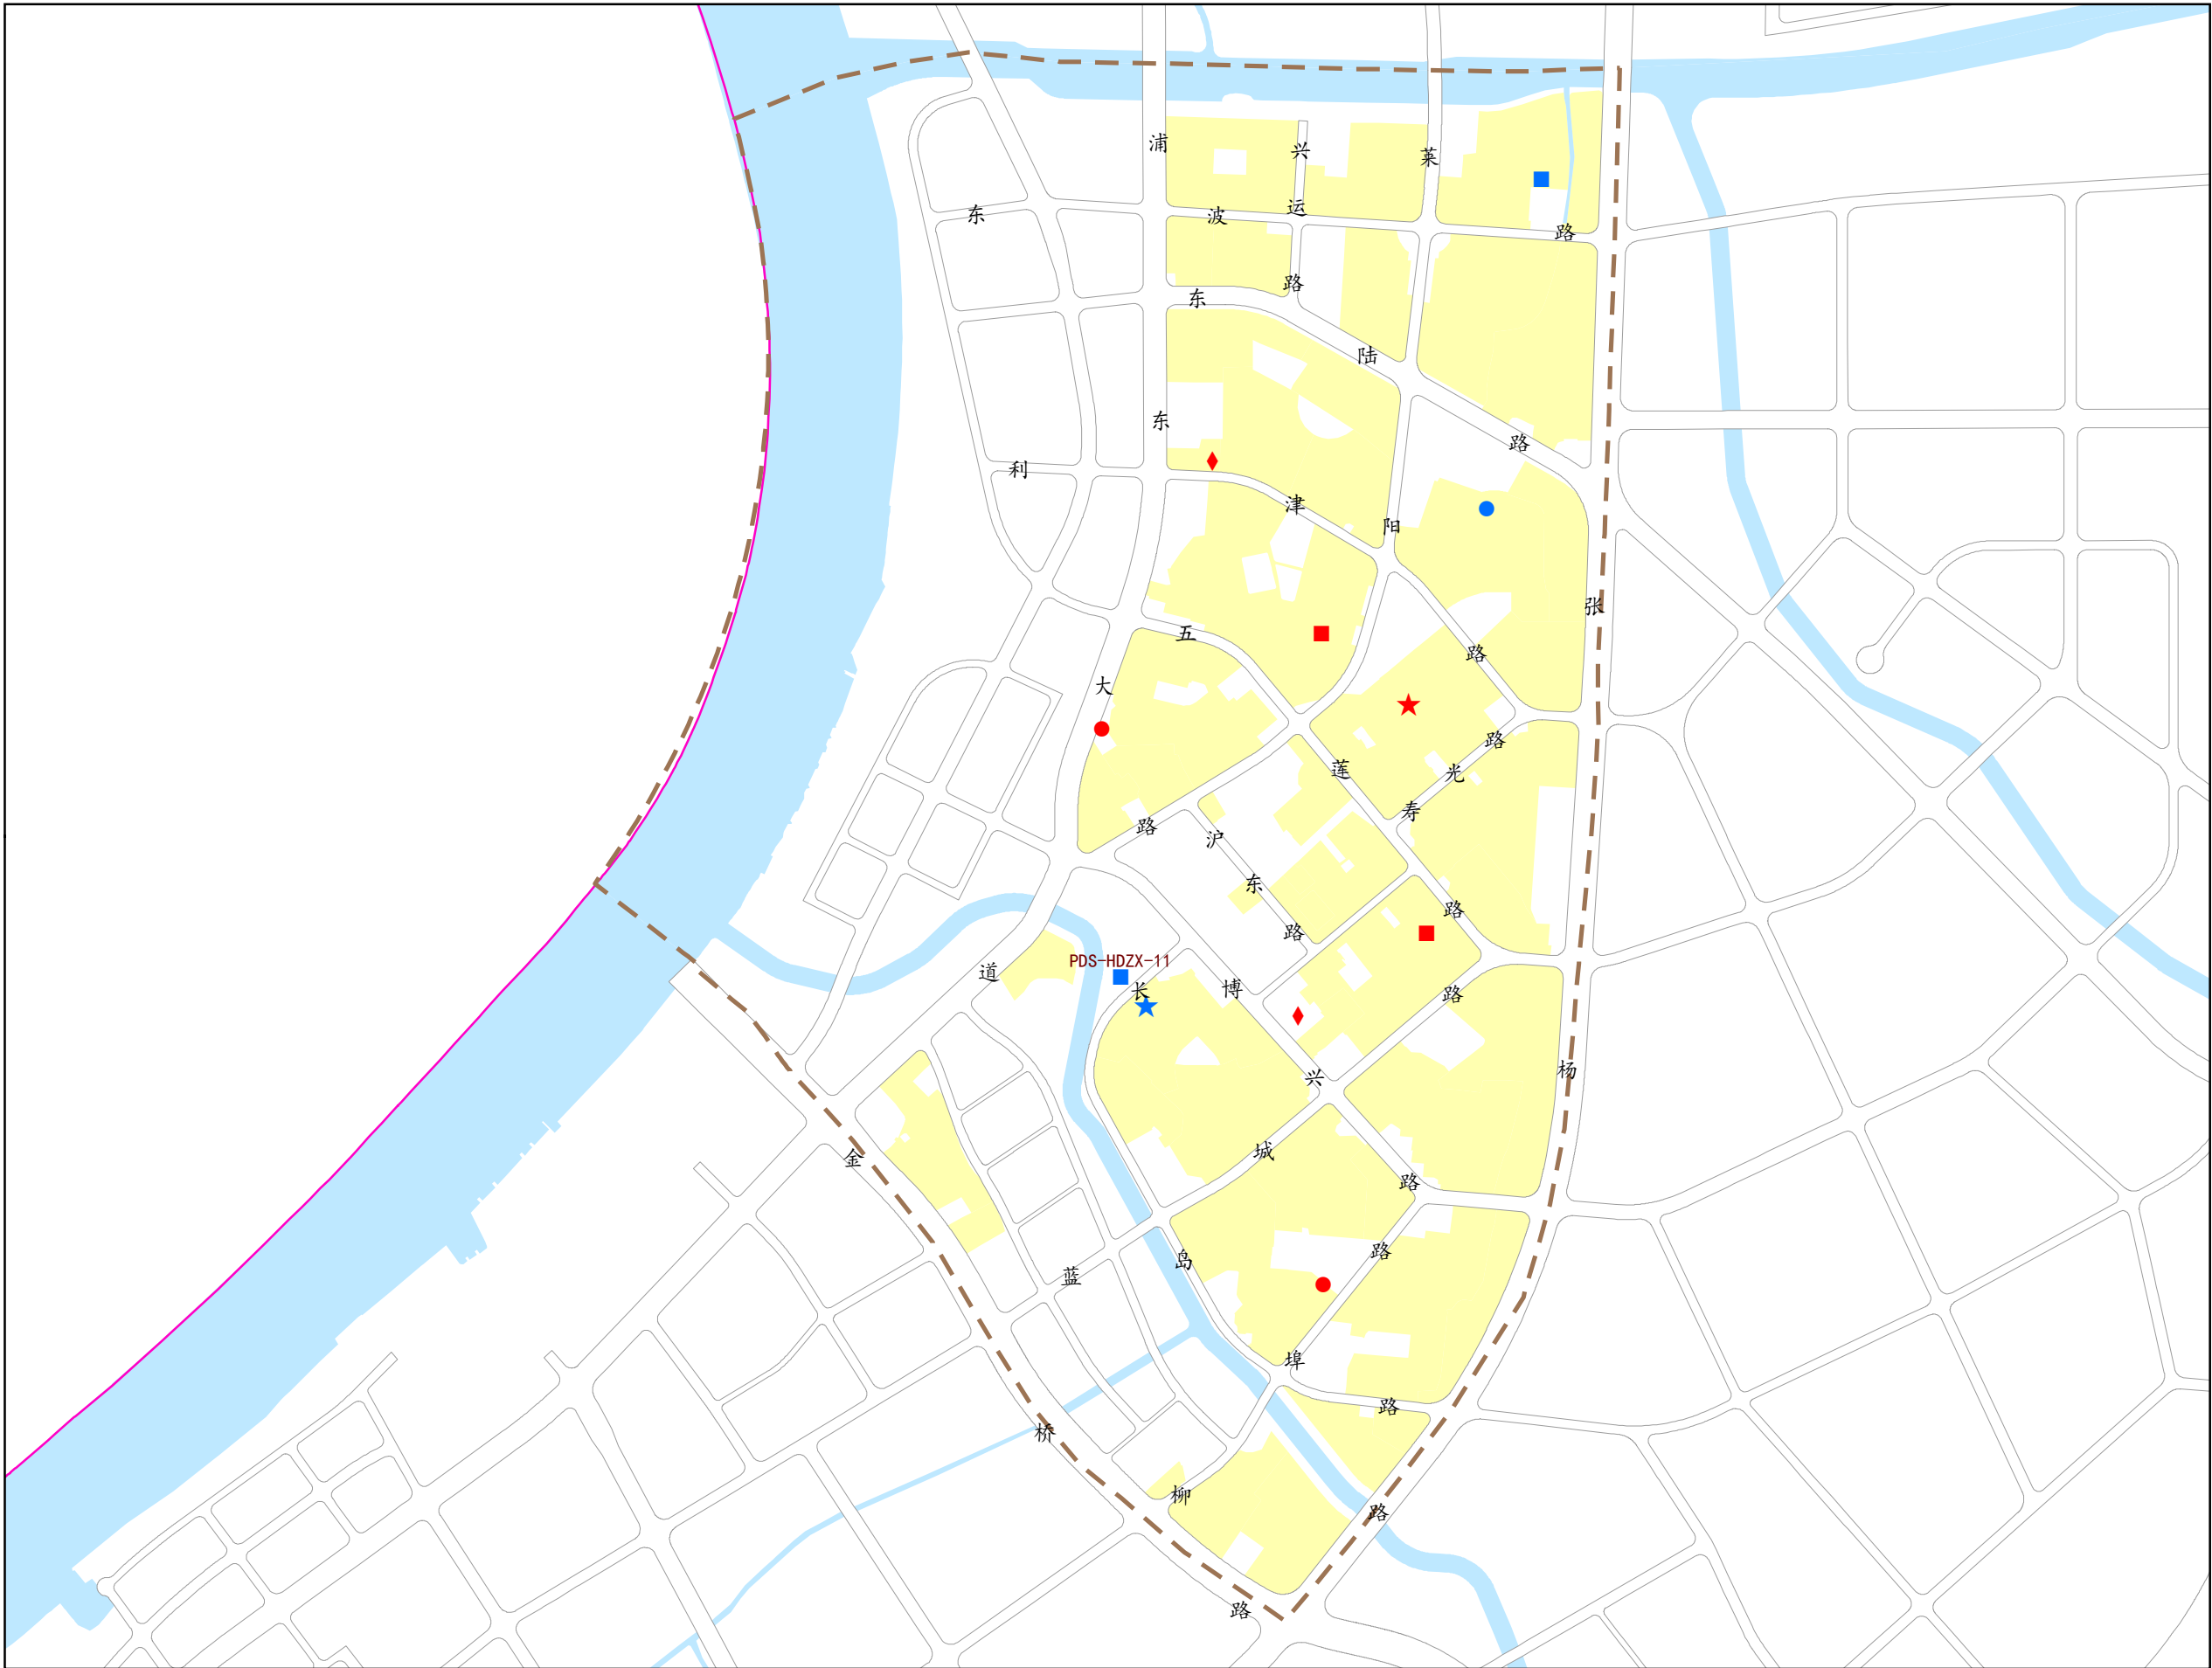 浦东大道
兴运路
莱阳路
东波路
东陆路
利津路
五莲路
张杨路
寿光路
沪东路
PDS-HDZX-11
长岛路
博兴路
蓝城路
金桥路
柳埠路